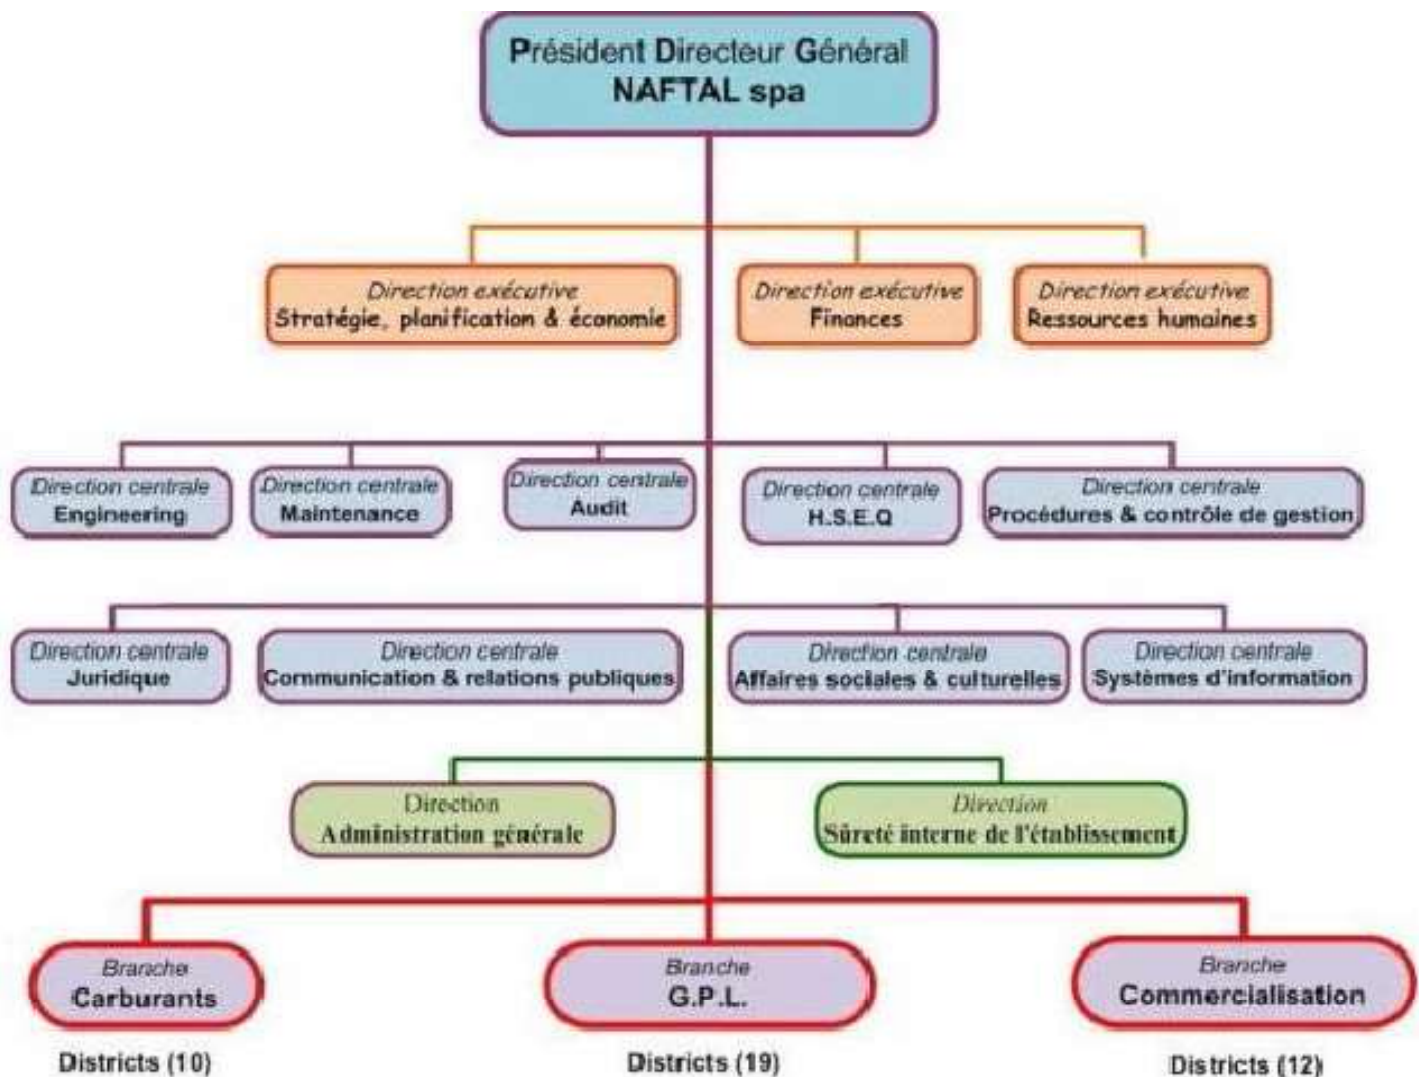 Président Directeur Général
NAFTAL spa
Direction exécutive
Stratégie, planification & économie
Direction exécutive
Finances
Direction exécutive
Ressources humaines
Direction centrale
Engineering
Direction centrale
Maintenance
Direction centrale
Audit
Direction centrale
H.S.E.Q
Direction centrale
Procédures & contrôle de gestion
Direction centrale
Juridique
Direction centrale
Communication & relations publiques
Direction centrale
Affaires sociales & culturelles
Direction centrale
Systèmes d'information
Direction
Administration générale
Direction
Sûreté interne de l'établissement
Branche
Carburants
Branche
G.P.L.
Branche
Commercialisation
Districts (10)
Districts (19)
Districts (12)